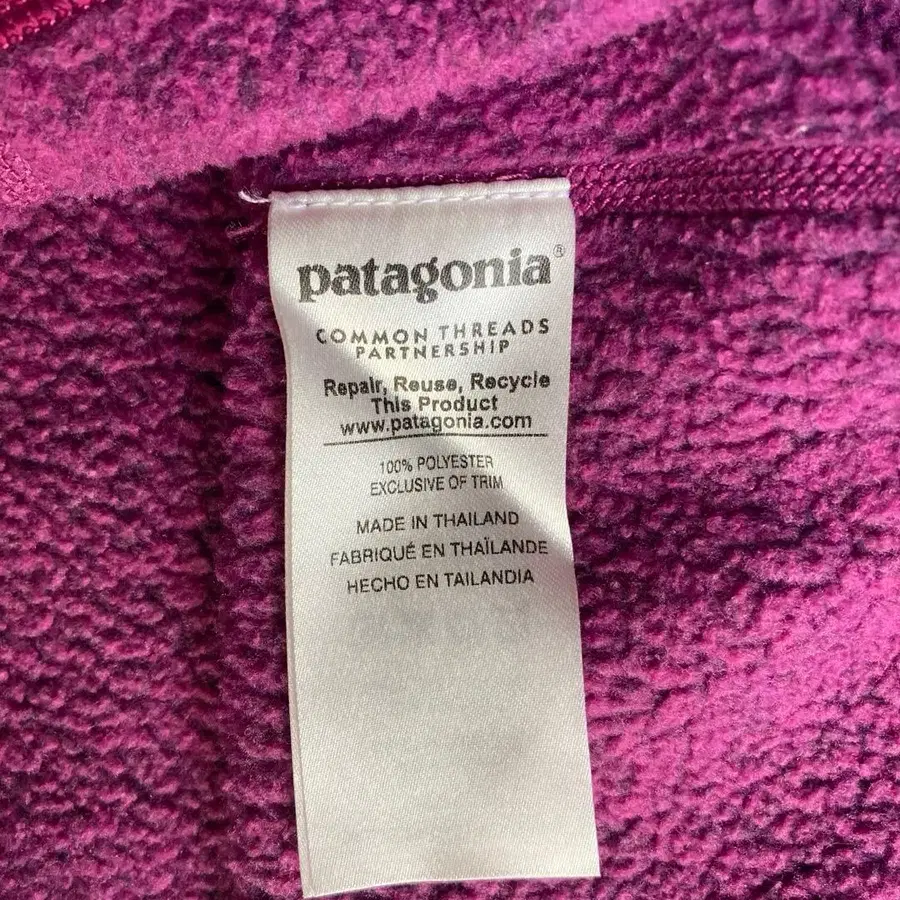 patagonia®
COMMON THREADS
PARTNERSHIP
Repair, Reuse, Recycle
This Product
www.patagonia.com
100% POLYESTER
EXCLUSIVE OF TRIM
MADE IN THAILAND
FABRIQUÉ EN THAÏLANDE
HECHO EN TAILANDIA